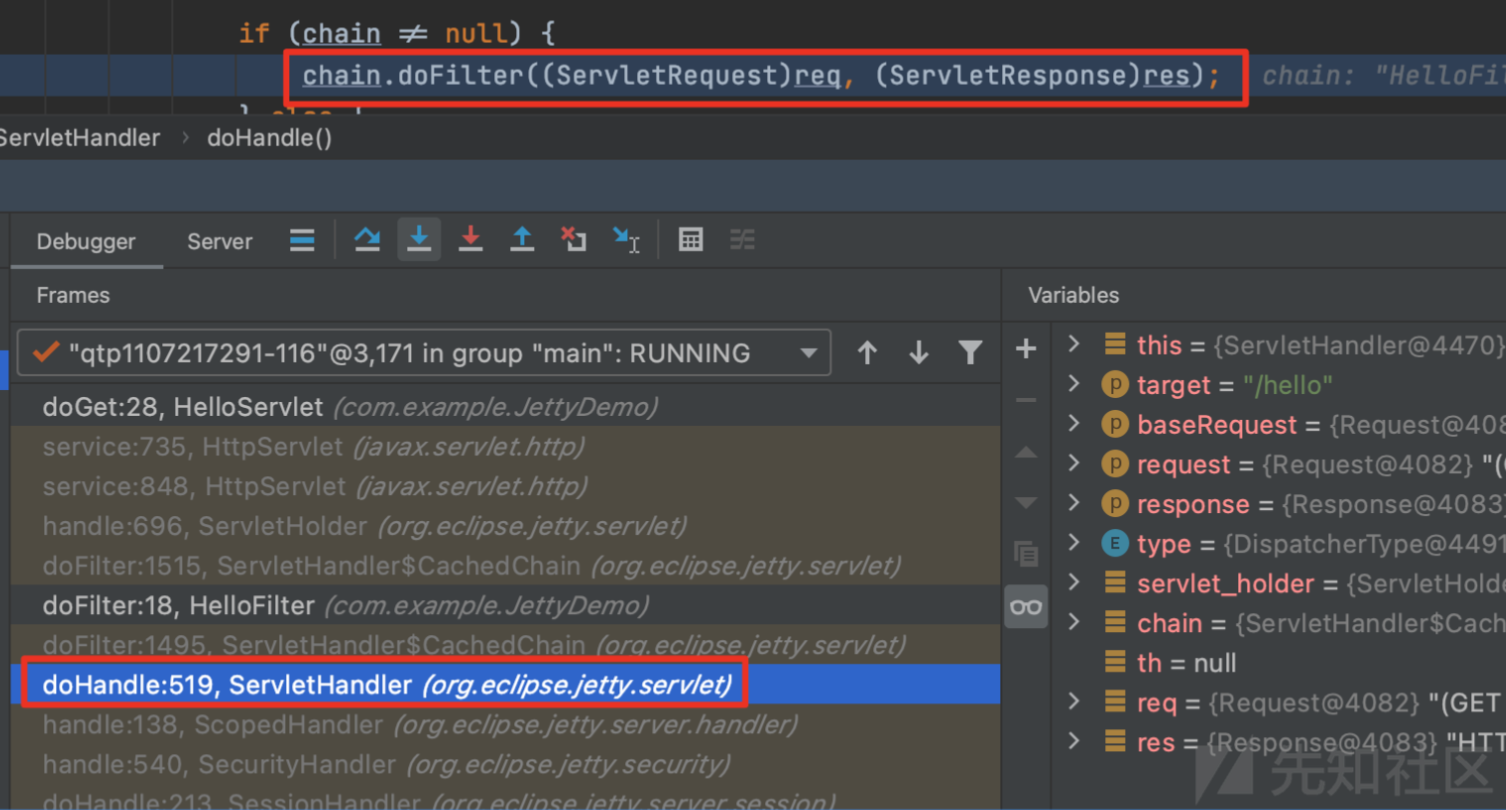 if (chain ≠ null) {
chain.doFilter((ServletRequest)req, (ServletResponse)res); chain: "HelloFil
} else {
ServletHandler › doHandle()
Debugger Server
Frames
Variables
"qtp1107217291-116"@3,171 in group "main": RUNNING
doGet:28, HelloServlet (com.example.JettyDemo)
service:735, HttpServlet (javax.servlet.http)
service:848, HttpServlet (javax.servlet.http)
handle:696, ServletHolder (org.eclipse.jetty.servlet)
doFilter:1515, ServletHandler$CachedChain (org.eclipse.jetty.servlet)
doFilter:18, HelloFilter (com.example.JettyDemo)
doFilter:1495, ServletHandler$CachedChain (org.eclipse.jetty.servlet)
doHandle:519, ServletHandler (org.eclipse.jetty.servlet)
handle:138, ScopedHandler (org.eclipse.jetty.server.handler)
handle:540, SecurityHandler (org.eclipse.jetty.security)
doHandle:213, SessionHandler (org.eclipse.jetty.server.session)
this = {ServletHandler@4470}
p target = "/hello"
p baseRequest = {Request@408
p request = {Request@4082} "(
p response = {Response@4083}
E type = {DispatcherType@4491
servlet_holder = {ServletHolde
chain = {ServletHandler$Cach
th = null
req = {Request@4082} "(GET
res = {Response@4083} "HTT
先知社区